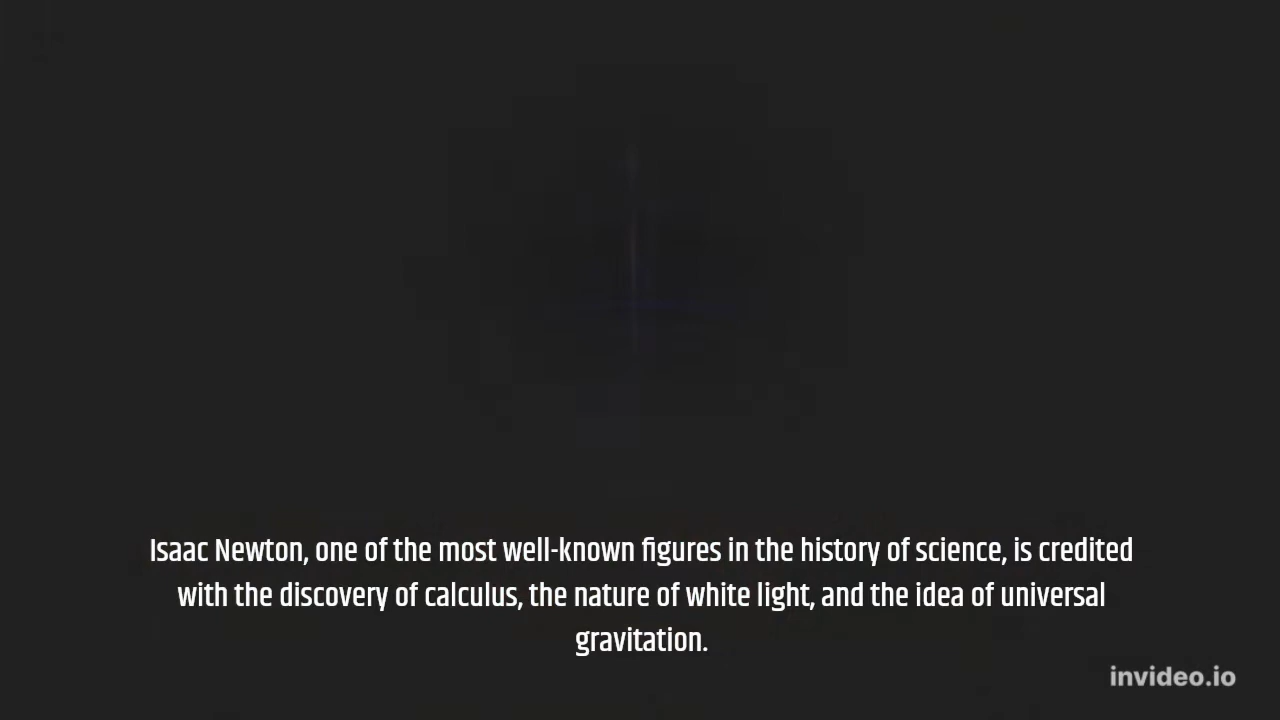 Isaac Newton, one of the most well-known figures in the history of science, is credited
with the discovery of calculus, the nature of white light, and the idea of universal
gravitation.
invideo.io